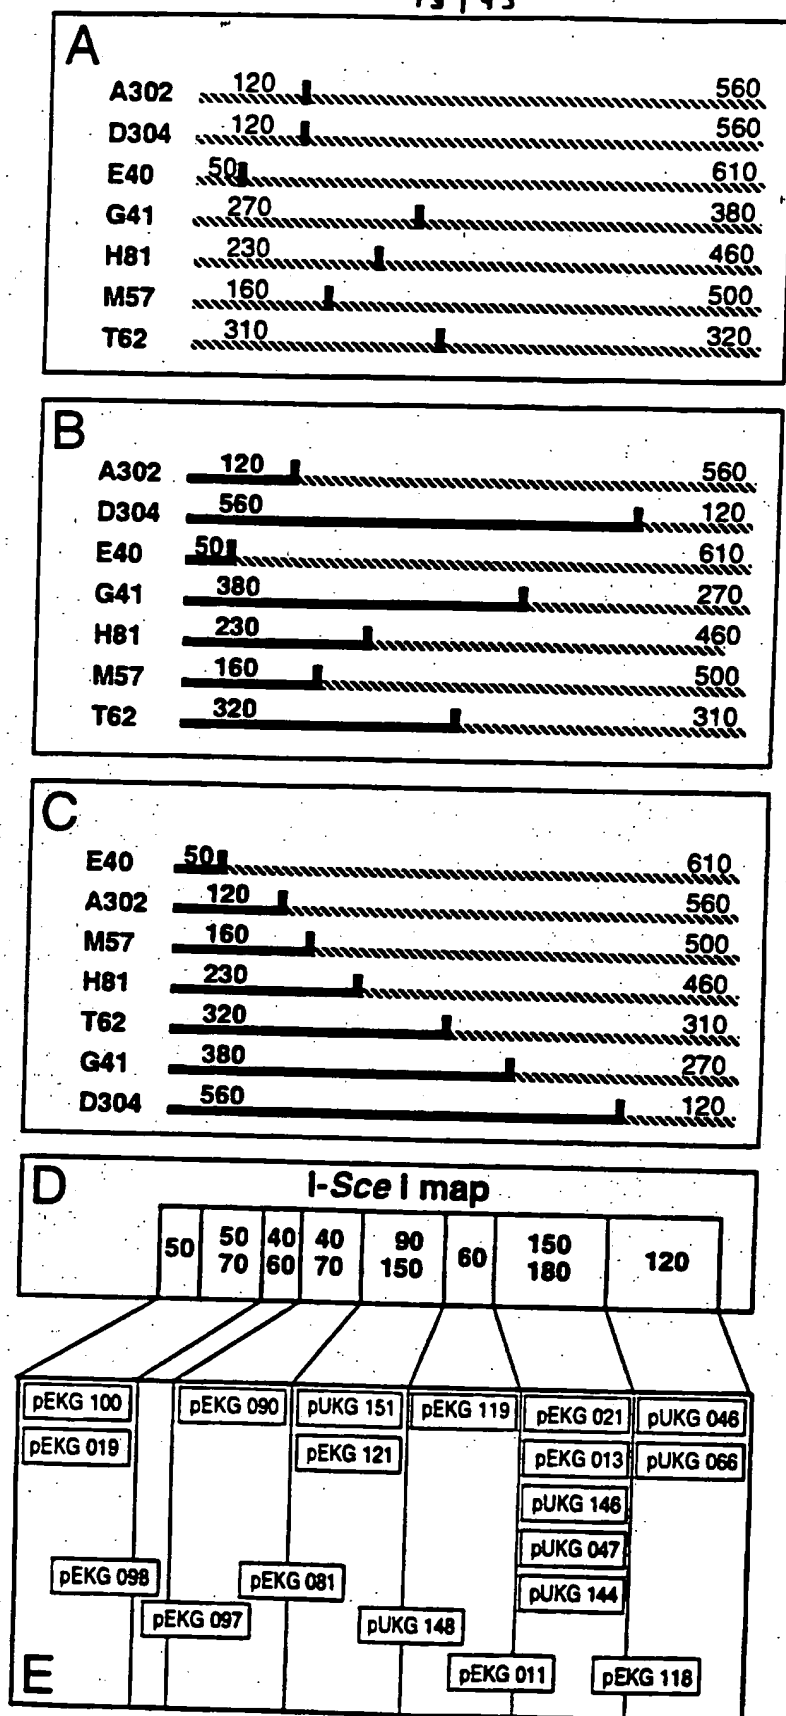 A
A302 120 560
D304 120 560
E40 50 610
G41 270 380
H81 230 460
M57 160 500
T62 310 320
B
A302 120 560
D304 560 120
E40 50 610
G41 380 270
H81 230 460
M57 160 500
T62 320 310
C
E40 50 610
A302 120 560
M57 160 500
H81 230 460
T62 320 310
G41 380 270
D304 560 120
D
I-Sce I map
50 50 40 40 90 60 150 120
70 60 70 150 180
pEKG 100 pEKG 090 pUKG 151 pEKG 119 pEKG 021 pUKG 046
pEKG 019 pEKG 121 pEKG 013 pUKG 066
pUKG 146
pUKG 047
pEKG 098 pEKG 081 pUKG 144
pEKG 097 pUKG 148
E pEKG 011 pEKG 118